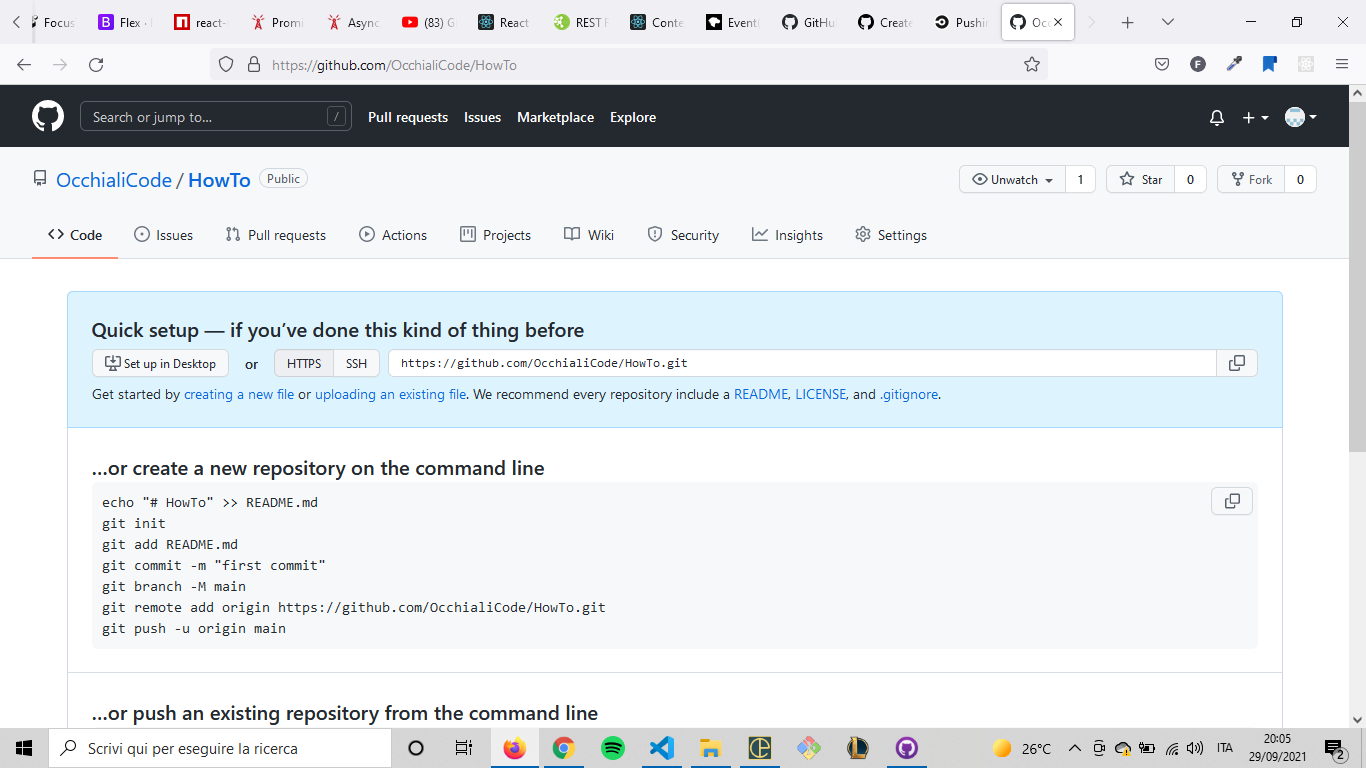 Focus
Flex -
react-
Promi
Async
(83) G
React
REST F
Conte
Event
GitHu
Create
Pushin
Oc
https://github.com/OcchialiCode/HowTo
Search or jump to... /
Pull requests Issues Marketplace Explore
OcchialiCode / HowTo Public
Unwatch 1 Star 0 Fork 0
Code Issues Pull requests Actions Projects Wiki Security Insights Settings
Quick setup — if you've done this kind of thing before
Set up in Desktop or HTTPS SSH https://github.com/OcchialiCode/HowTo.git
Get started by creating a new file or uploading an existing file. We recommend every repository include a README, LICENSE, and .gitignore.
...or create a new repository on the command line
echo "# HowTo" >> README.md
git init
git add README.md
git commit -m "first commit"
git branch -M main
git remote add origin https://github.com/OcchialiCode/HowTo.git
git push -u origin main
...or push an existing repository from the command line
Scrivi qui per eseguire la ricerca
26°C
ITA
20:05
29/09/2021
2